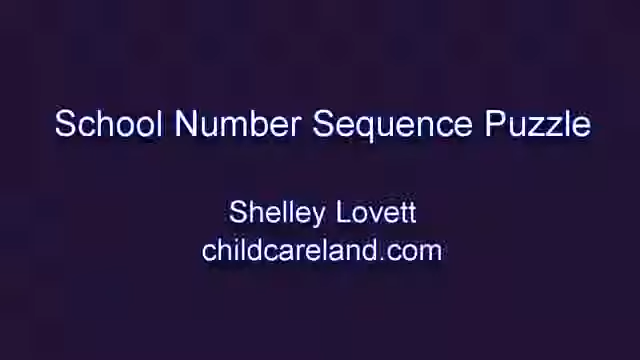 School Number Sequence Puzzle
Shelley Lovett
childcareland.com